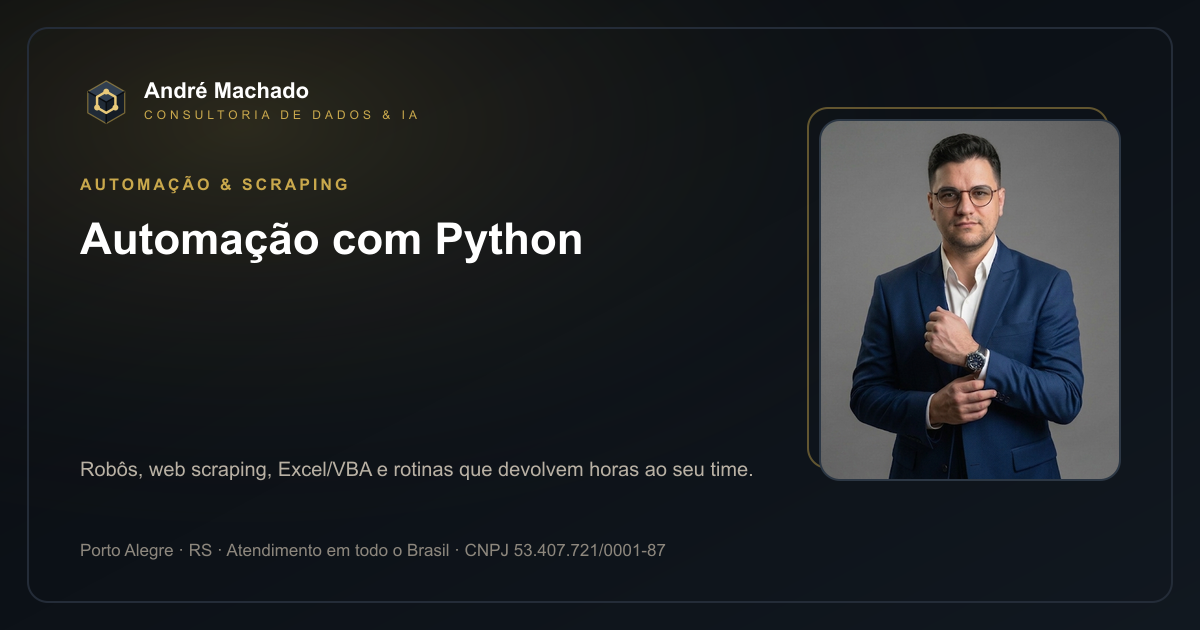 André Machado
CONSULTORIA DE DADOS & IA
AUTOMAÇÃO & SCRAPING
Automação com Python
Robôs, web scraping, Excel/VBA e rotinas que devolvem horas ao seu time.
Porto Alegre · RS · Atendimento em todo o Brasil · CNPJ 53.407.721/0001-87